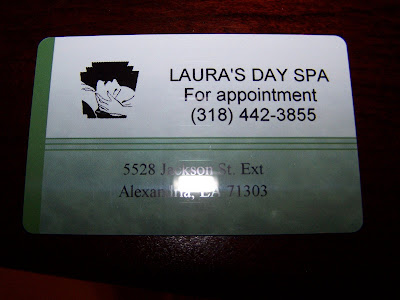 LAURA'S DAY SPA
For appointment
(318) 442-3855
5528 Jackson St. Ext
Alexandria, LA 71303